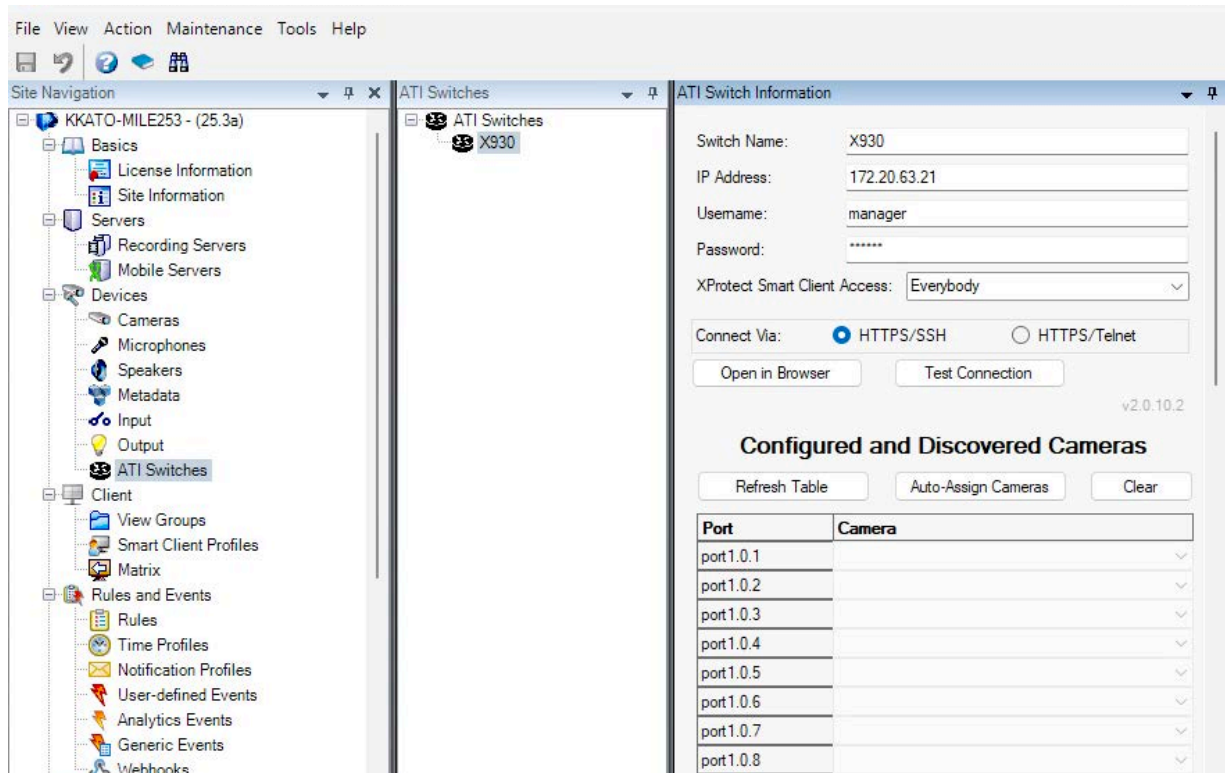 File View Action Maintenance Tools Help
Site Navigation
KKATO-MILE253 - (25.3a)
Basics
License Information
Site Information
Servers
Recording Servers
Mobile Servers
Devices
Cameras
Microphones
Speakers
Metadata
Input
Output
ATI Switches
Client
View Groups
Smart Client Profiles
Matrix
Rules and Events
Rules
Time Profiles
Notification Profiles
User-defined Events
Analytics Events
Generic Events
Webhooks
ATI Switches
ATI Switches
X930
ATI Switch Information
Switch Name: X930
IP Address: 172.20.63.21
Username: manager
Password: ******
XProtect Smart Client Access: Everybody
Connect Via: HTTPS/SSH HTTPS/Telnet
Open in Browser Test Connection
v2.0.10.2
Configured and Discovered Cameras
Refresh Table Auto-Assign Cameras Clear
Port Camera
port1.0.1
port1.0.2
port1.0.3
port1.0.4
port1.0.5
port1.0.6
port1.0.7
port1.0.8